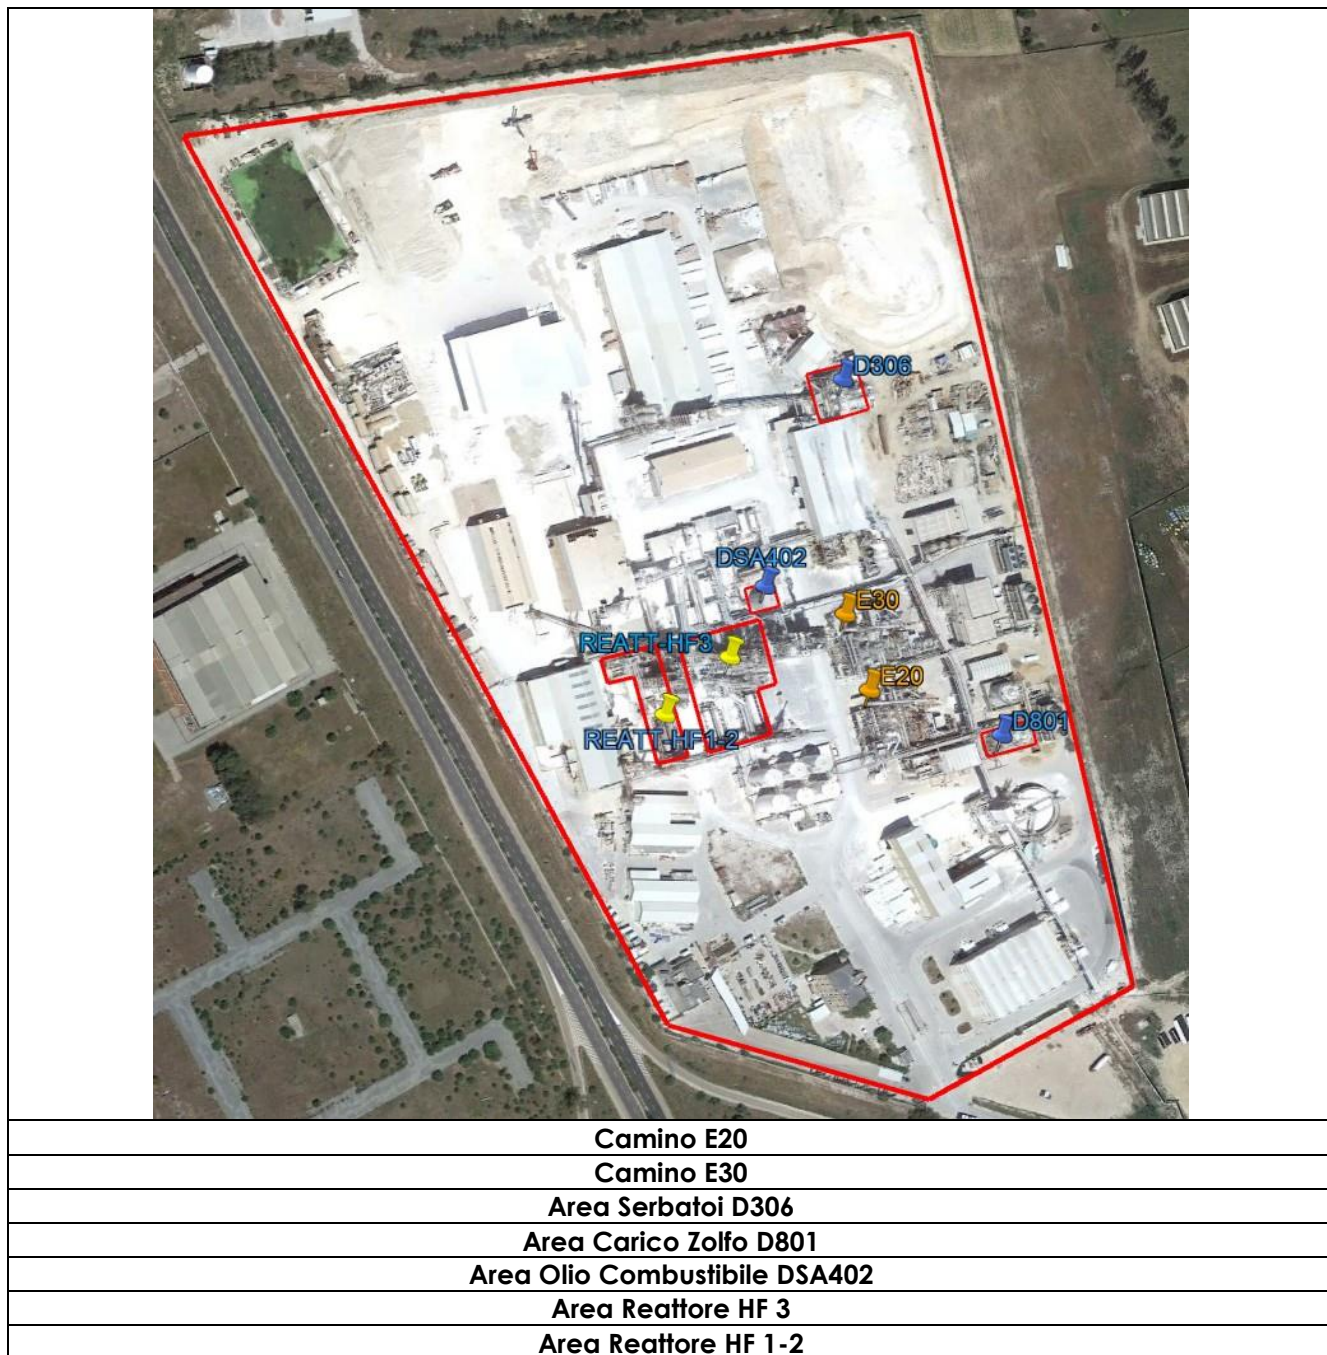 D306
DSA402
E30
REATT-HF3
E20
D801
REATT-HF1-2
Camino E20
Camino E30
Area Serbatoi D306
Area Carico Zolfo D801
Area Olio Combustibile DSA402
Area Reattore HF 3
Area Reattore HF 1-2